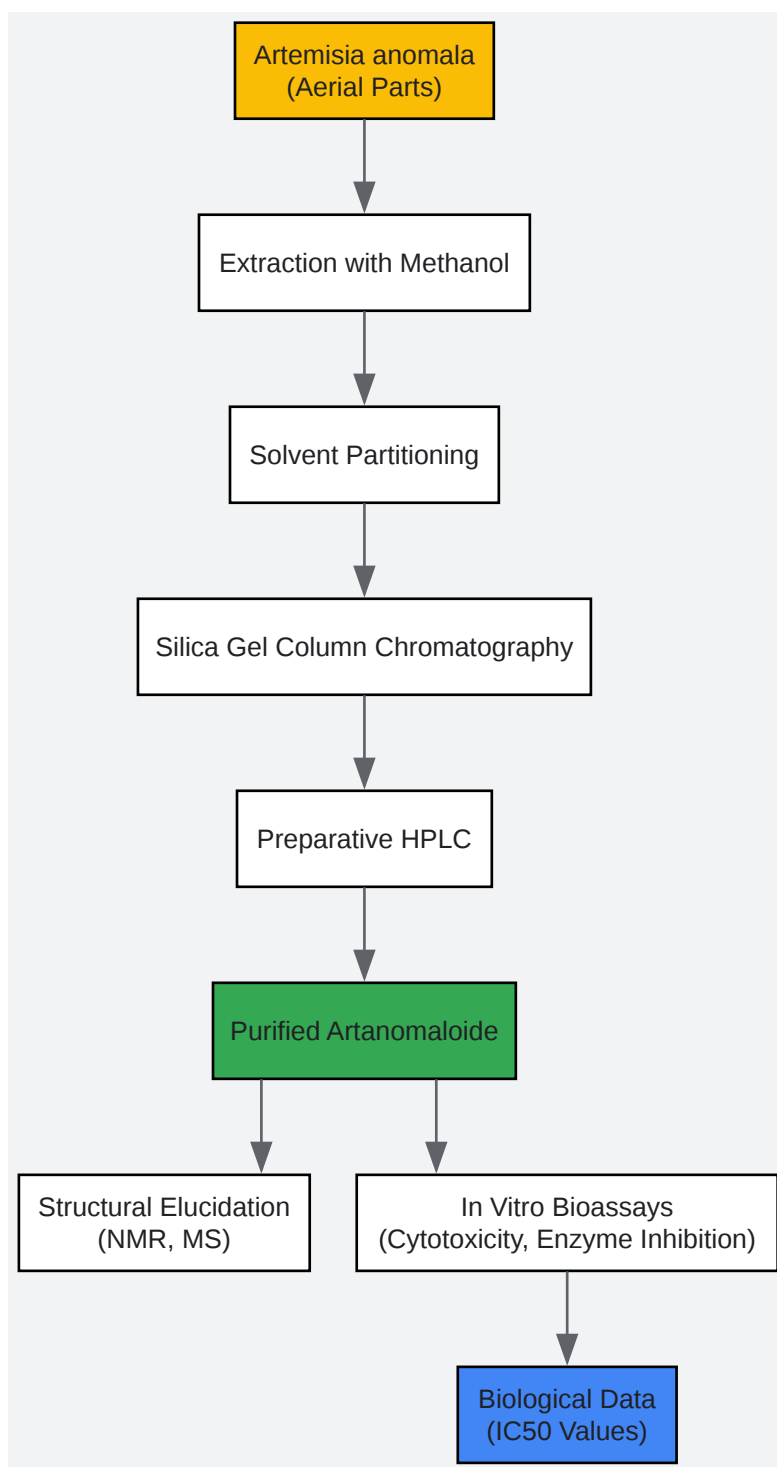 Artemisia anomala
(Aerial Parts)
Extraction with Methanol
Solvent Partitioning
Silica Gel Column Chromatography
Preparative HPLC
Purified Artanomaloide
Structural Elucidation
(NMR, MS)
In Vitro Bioassays
(Cytotoxicity, Enzyme Inhibition)
Biological Data
(IC50 Values)